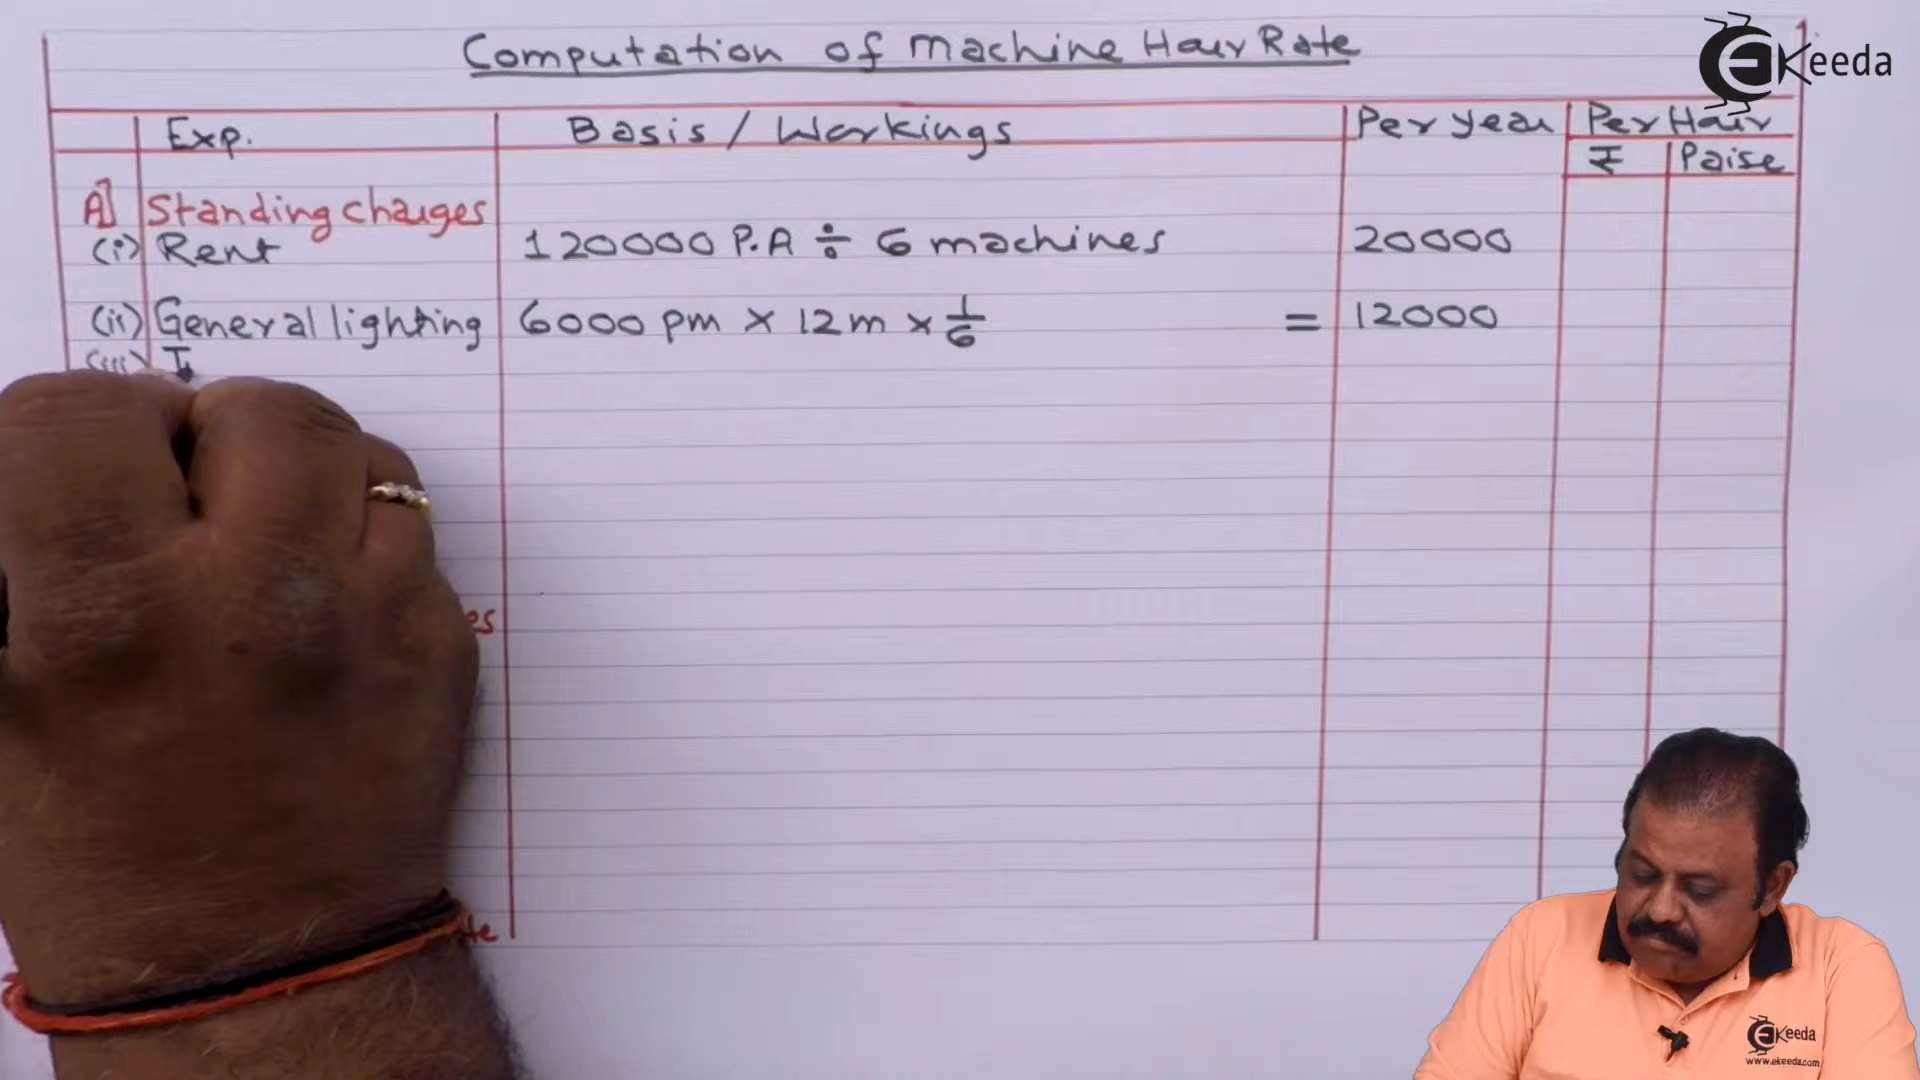 Computation of Machine Hour Rate
EKeeda
Exp. Basis / Workings Per year Per Hour
₹ Paise
A] Standing charges
(i) Rent 120000 P.A ÷ 6 machines 20000
(ii) General lighting 6000 pm × 12 m × 1/6 = 12000
(iii)
EKeeda
www.ekeeda.com